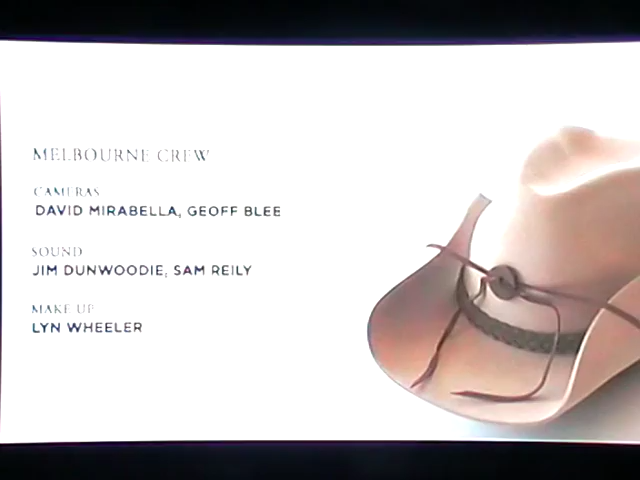 MELBOURNE CREW
CAMERAS
DAVID MIRABELLA, GEOFF BLEE
SOUND
JIM DUNWOODIE, SAM REILY
MAKE UP
LYN WHEELER